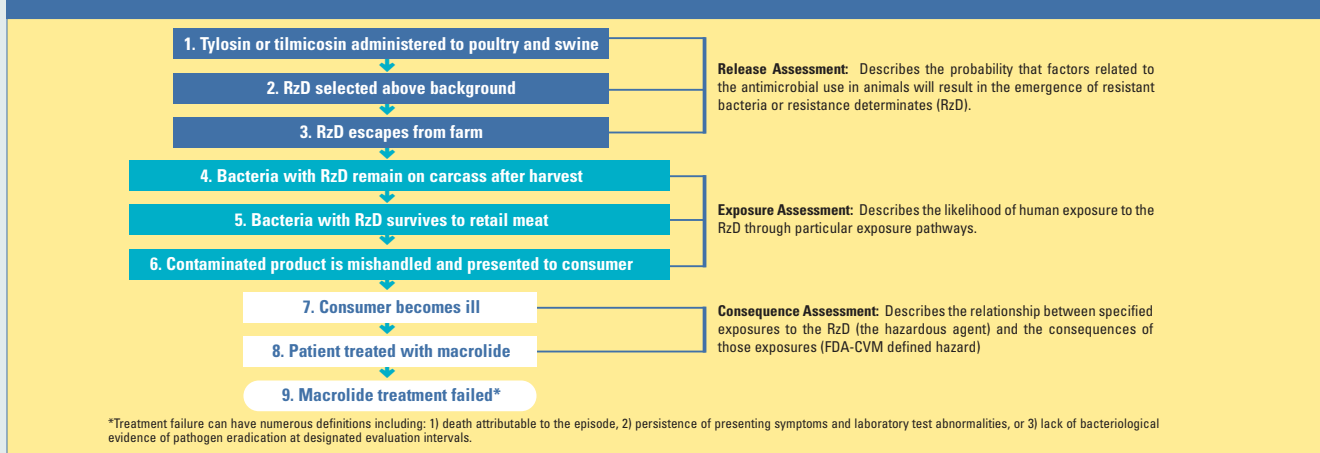 1. Tylosin or tilmicosin administered to poultry and swine
2. RzD selected above background
3. RzD escapes from farm
Release Assessment: Describes the probability that factors related to
the antimicrobial use in animals will result in the emergence of resistant
bacteria or resistance determinates (RzD).
4. Bacteria with RzD remain on carcass after harvest
5. Bacteria with RzD survives to retail meat
6. Contaminated product is mishandled and presented to consumer
Exposure Assessment: Describes the likelihood of human exposure to the
RzD through particular exposure pathways.
7. Consumer becomes ill
8. Patient treated with macrolide
Consequence Assessment: Describes the relationship between specified
exposures to the RzD (the hazardous agent) and the consequences of
those exposures (FDA-CVM defined hazard)
9. Macrolide treatment failed*
*Treatment failure can have numerous definitions including: 1) death attributable to the episode, 2) persistence of presenting symptoms and laboratory test abnormalities, or 3) lack of bacteriological
evidence of pathogen eradication at designated evaluation intervals.